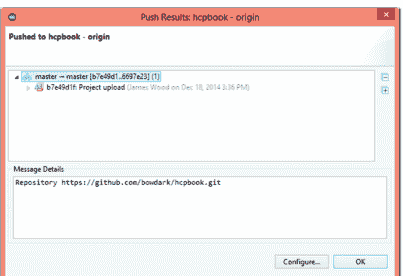 Push Results: hcpbook - origin
Pushed to hcpbook - origin
master → master [b7e49d1..6697e23] (1)
b7e49d1f: Project upload (James Wood on Dec 18, 2014 3:36 PM)
Message Details
Repository https://github.com/bowdark/hcpbook.git
Configure... OK